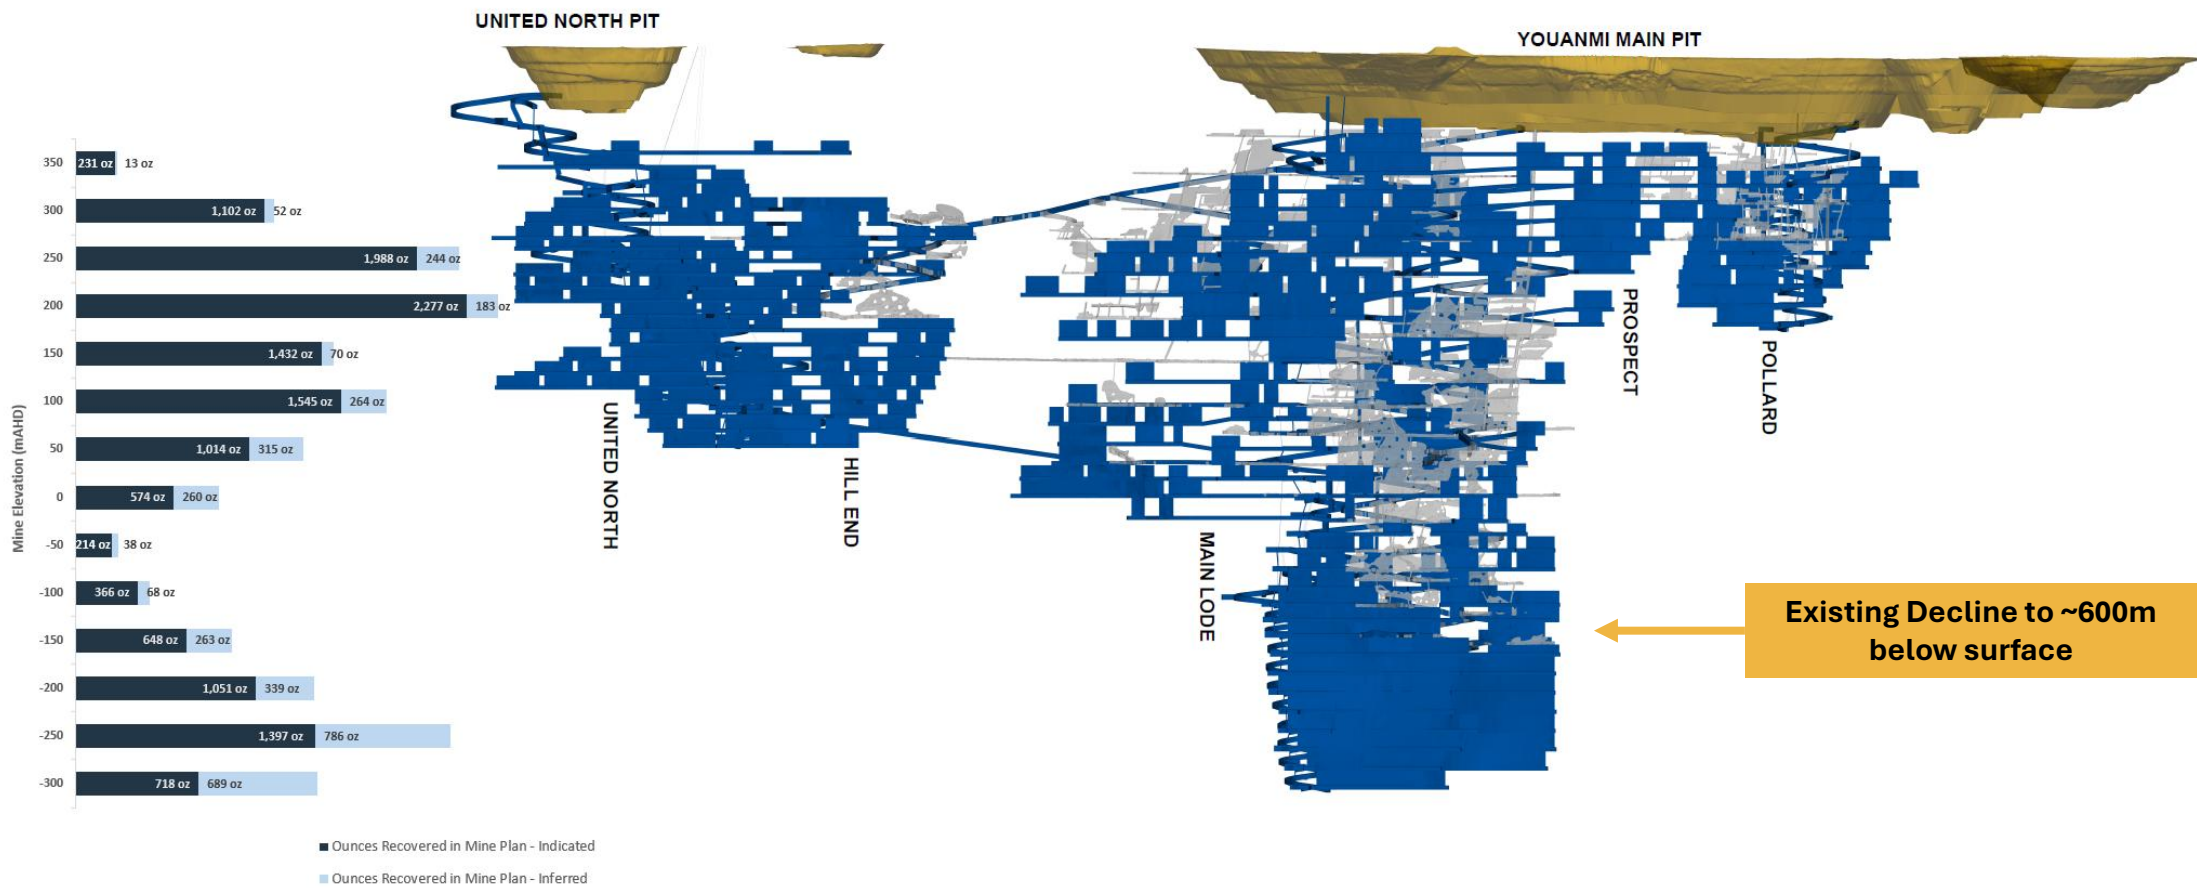 UNITED NORTH PIT
YOUANMI MAIN PIT
Mine Elevation (mAHD)
350 231 oz 13 oz
300 1,102 oz 52 oz
250 1,988 oz 244 oz
200 2,277 oz 183 oz
150 1,432 oz 70 oz
100 1,545 oz 264 oz
50 1,014 oz 315 oz
0 574 oz 260 oz
-50 214 oz 38 oz
-100 366 oz 68 oz
-150 648 oz 263 oz
-200 1,051 oz 339 oz
-250 1,397 oz 786 oz
-300 718 oz 689 oz
UNITED NORTH
HILL END
MAIN LODE
PROSPECT
POLLARD
Existing Decline to ~600m
below surface
Ounces Recovered in Mine Plan - Indicated
Ounces Recovered in Mine Plan - Inferred